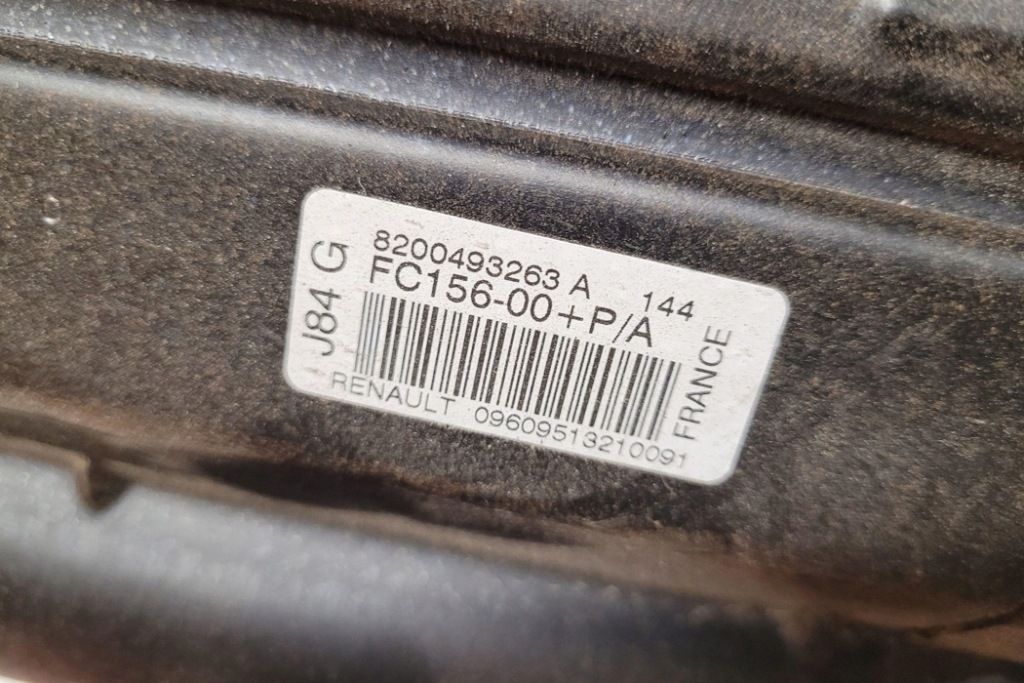 J84 G
8200493263 A 144
FC156-00+P/A
RENAULT 09609513210091
FRANCE